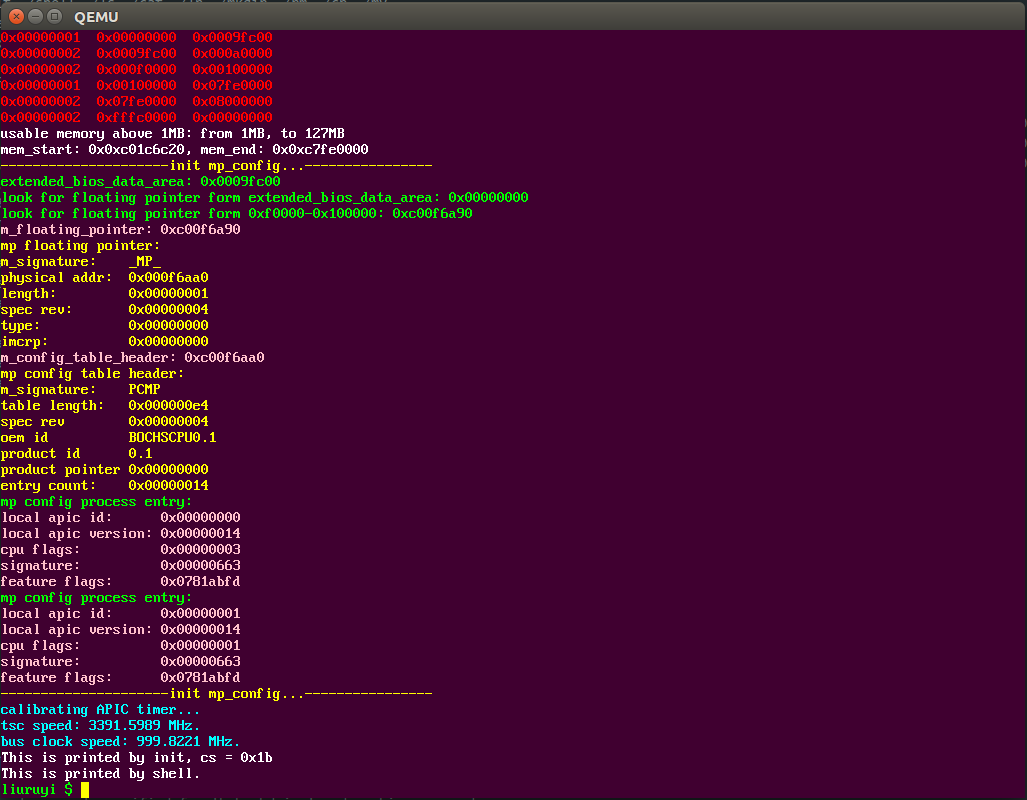 QEMU
0x00000001  0x00000000  0x0009fc00
0x00000002  0x0009fc00  0x000a0000
0x00000002  0x000f0000  0x00100000
0x00000001  0x00100000  0x07fe0000
0x00000002  0x07fe0000  0x08000000
0x00000002  0xfffc0000  0x00000000
usable memory above 1MB: from 1MB, to 127MB
mem_start: 0x0xc01c6c20, mem_end: 0x0xc7fe0000
---------------------init mp_config...----------------
extended_bios_data_area: 0x0009fc00
look for floating pointer form extended_bios_data_area: 0x00000000
look for floating pointer form 0xf0000-0x100000: 0xc00f6a90
m_floating_pointer: 0xc00f6a90
mp floating pointer:
m_signature:    _MP_
physical addr:  0x000f6aa0
length:         0x00000001
spec rev:       0x00000004
type:           0x00000000
imcrp:          0x00000000
m_config_table_header: 0xc00f6aa0
mp config table header:
m_signature:    PCMP
table length:   0x000000e4
spec rev        0x00000004
oem id          BOCHSCPU0.1
product id      0.1
product pointer 0x00000000
entry count:    0x00000014
mp config process entry:
local apic id:      0x00000000
local apic version: 0x00000014
cpu flags:          0x00000003
signature:          0x00000663
feature flags:      0x0781abfd
mp config process entry:
local apic id:      0x00000001
local apic version: 0x00000014
cpu flags:          0x00000001
signature:          0x00000663
feature flags:      0x0781abfd
---------------------init mp_config...----------------
calibrating APIC timer...
tsc speed: 3391.5989 MHz.
bus clock speed: 999.8221 MHz.
This is printed by init, cs = 0x1b
This is printed by shell.
liuruyi $